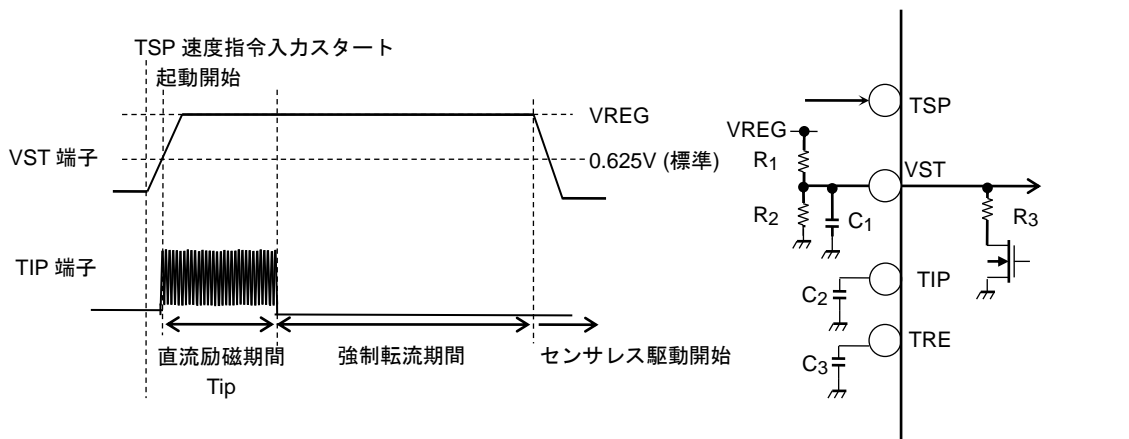 TSP 速度指令入力スタート
起動開始
VREG
VST 端子
0.625V (標準)
TIP 端子
直流励磁期間
Tip
強制転流期間
センサレス駆動開始
TSP
VREG
R1
VST
R2
C1
R3
TIP
C2
TRE
C3